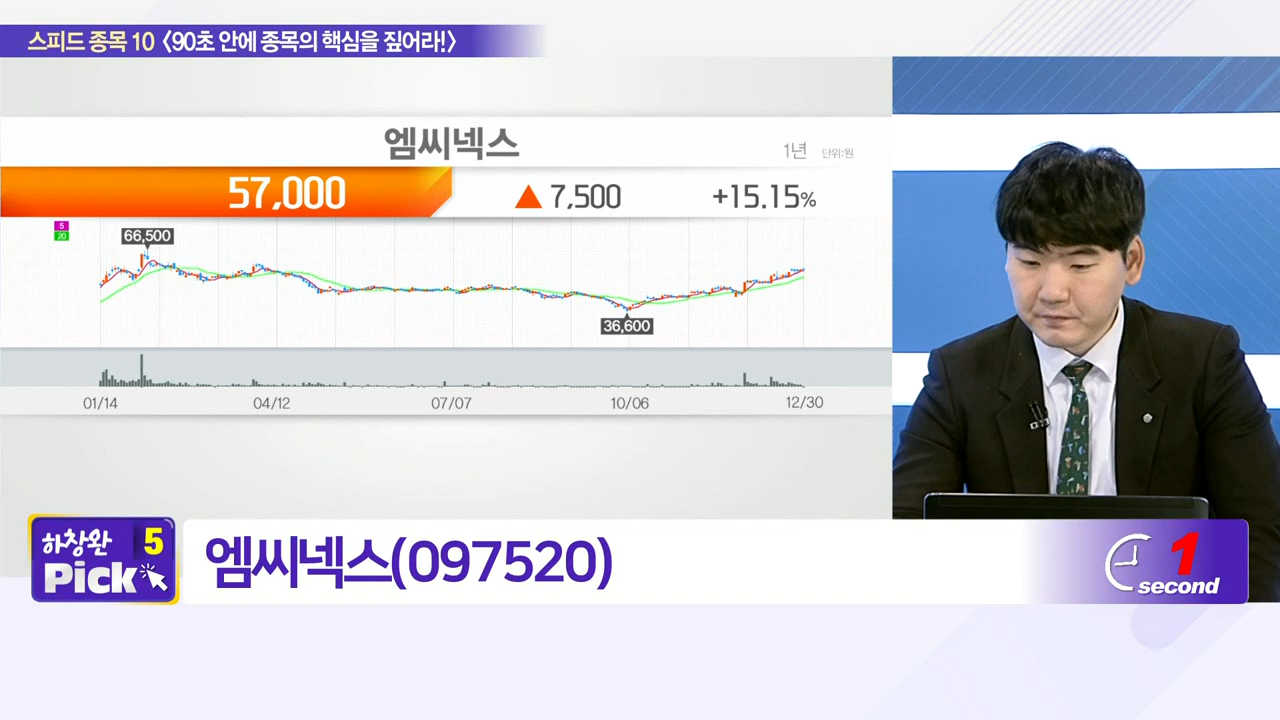 스피드 종목 10 〈90초 안에 종목의 핵심을 짚어라!〉
엠씨넥스
1년 단위:원
57,000 ▲ 7,500 +15.15%
5
20
66,500
36,600
01/14 04/12 07/07 10/06 12/30
하창완 5
Pick
엠씨넥스(097520)
1
second